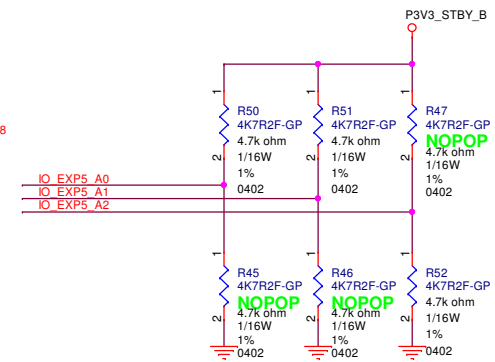 P3V3_STBY_B
8
1
R50
4K7R2F-GP
4.7k ohm
1/16W
1%
0402
2
1
R51
4K7R2F-GP
4.7k ohm
1/16W
1%
0402
2
1
R47
4K7R2F-GP
NOPOP
4.7k ohm
1/16W
1%
0402
2
IO_EXP5_A0
IO_EXP5_A1
IO_EXP5_A2
1
R45
4K7R2F-GP
NOPOP
4.7k ohm
1/16W
1%
0402
2
1
R46
4K7R2F-GP
NOPOP
4.7k ohm
1/16W
1%
0402
2
1
R52
4K7R2F-GP
4.7k ohm
1/16W
1%
0402
2